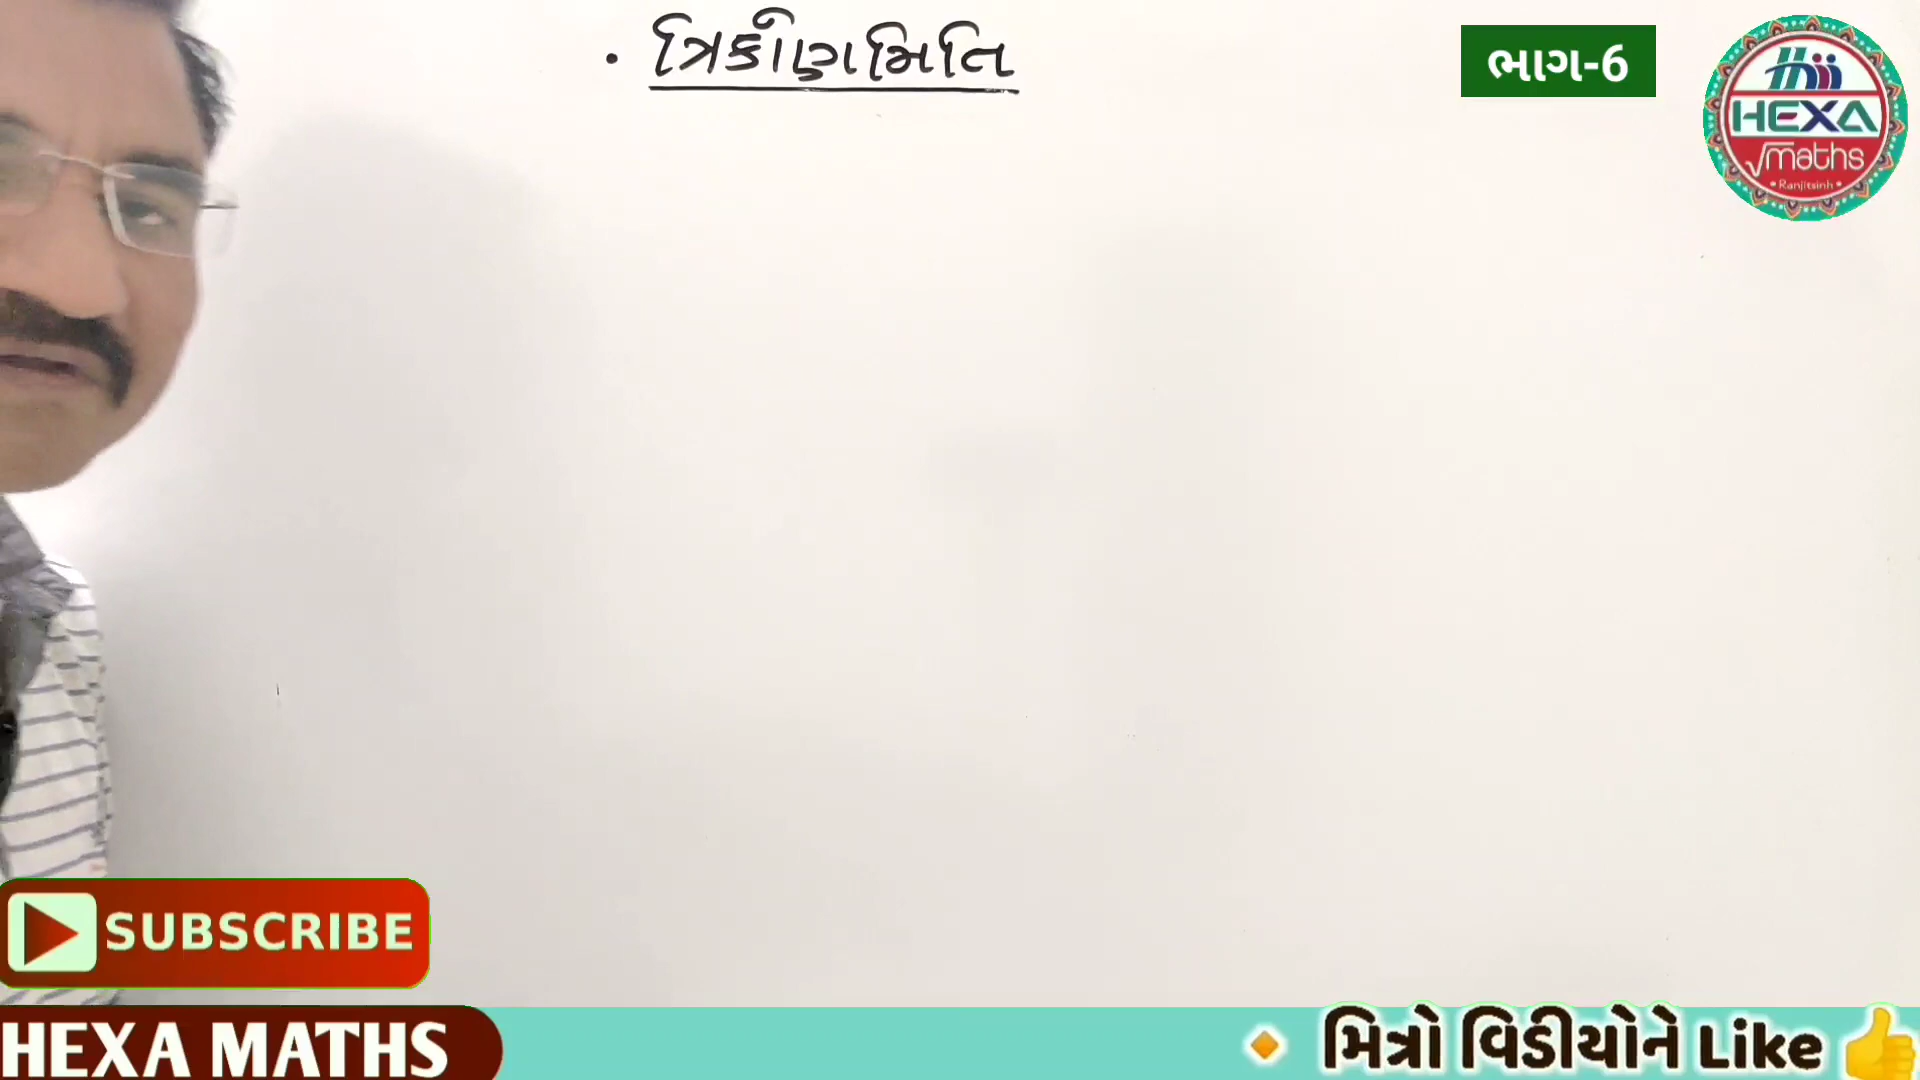 • ત્રિકોણમિતિ
ભાગ-6
HEXA
√maths
• Ranjitsinh •
SUBSCRIBE
HEXA MATHS
🔸 મિત્રો વિડીયોને Like 👍